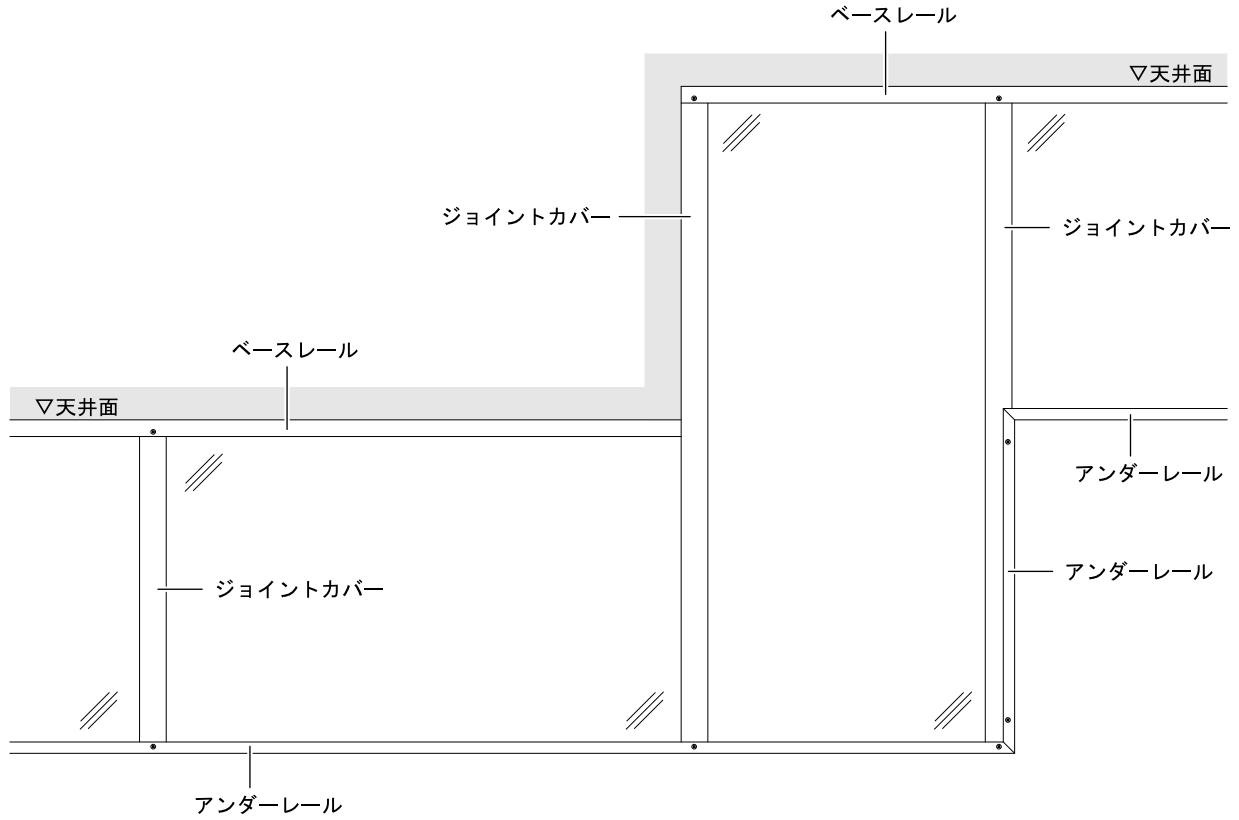 ベースレール
▽天井面
ジョイントカバー
ジョイントカバー
ベースレール
▽天井面
アンダーレール
アンダーレール
ジョイントカバー
アンダーレール